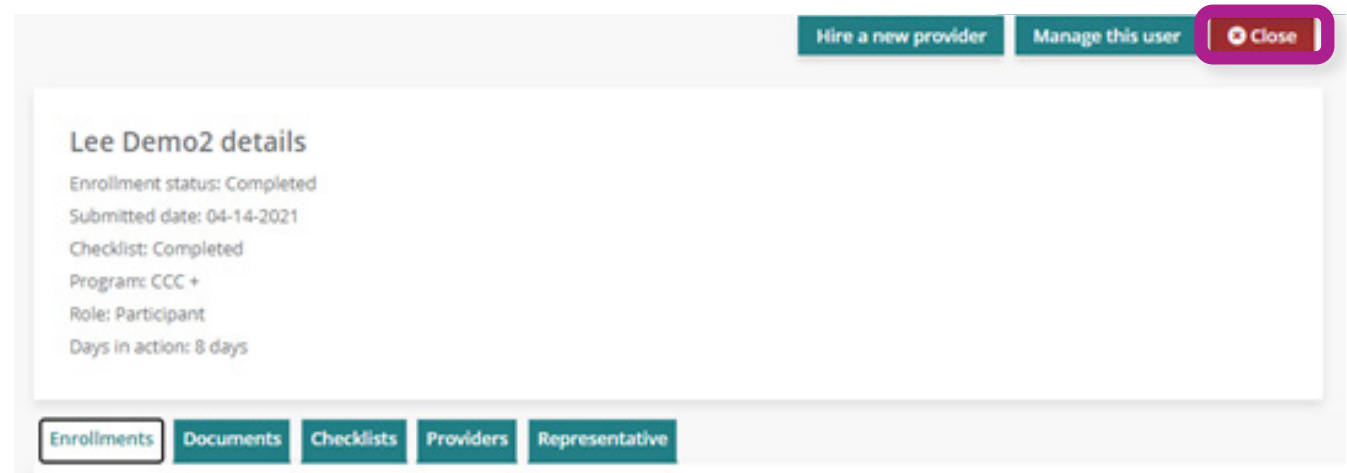 Hire a new provider Manage this user Close
Lee Demo2 details
Enrollment status: Completed
Submitted date: 04-14-2021
Checklist: Completed
Program: CCC +
Role: Participant
Days in action: 8 days
Enrollments Documents Checklists Providers Representative